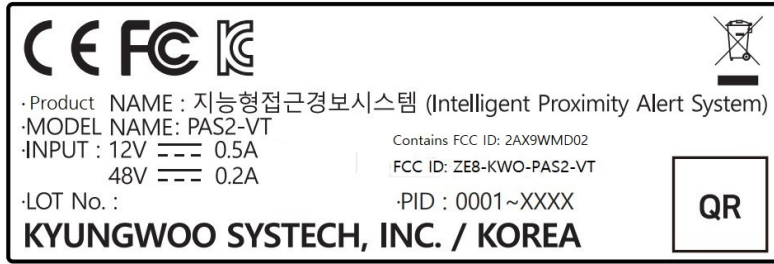 CE FC KC
·Product NAME : 지능형접근경보시스템 (Intelligent Proximity Alert System)
·MODEL NAME: PAS2-VT
·INPUT : 12V ⎓ 0.5A
48V ⎓ 0.2A
Contains FCC ID: 2AX9WMD02
FCC ID: ZE8-KWO-PAS2-VT
·LOT No. :
·PID : 0001~XXXX
QR
KYUNGWOO SYSTECH, INC. / KOREA